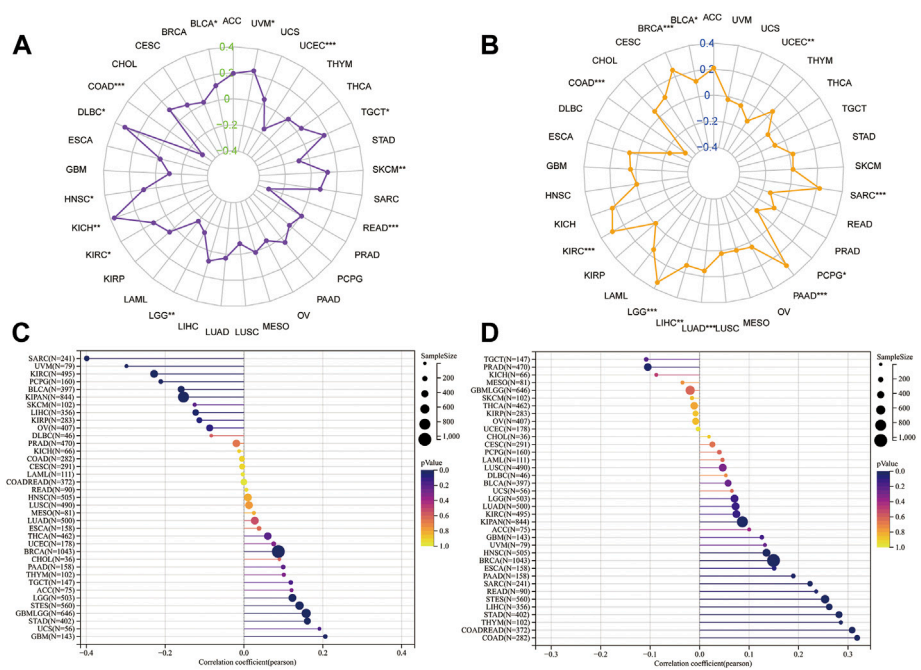 A
ACC
UVM*
UCS
UCEC***
THYM
THCA
TGCT*
STAD
SKCM**
SARC
READ***
PRAD
PCPG
PAAD
OV
MESO
LUSC
LUAD
LIHC
LGG**
LAML
KIRP
KIRC*
KICH**
HNSC*
GBM
ESCA
DLBC*
COAD***
CHOL
CESC
BRCA
BLCA*
0.4
0.2
0
-0.2
-0.4
B
ACC
UVM
UCS
UCEC**
THYM
THCA
TGCT
STAD
SKCM
SARC***
READ
PRAD
PCPG*
PAAD***
OV
MESO
LUSC
LUAD***
LIHC**
LGG***
LAML
KIRP
KIRC***
KICH
HNSC
GBM
ESCA
DLBC
COAD***
CHOL
CESC
BRCA***
BLCA*
0.4
0.2
0
-0.2
-0.4
C
SARC(N=241)
UVM(N=79)
KIRC(N=495)
PCPG(N=160)
BLCA(N=397)
KIPAN(N=844)
SKCM(N=102)
LIHC(N=356)
KIRP(N=283)
OV(N=407)
DLBC(N=46)
PRAD(N=470)
KICH(N=66)
COAD(N=282)
CESC(N=291)
LAML(N=111)
COADREAD(N=372)
READ(N=90)
HNSC(N=505)
LUSC(N=490)
MESO(N=81)
LUAD(N=500)
ESCA(N=158)
THCA(N=462)
UCEC(N=178)
BRCA(N=1043)
CHOL(N=36)
PAAD(N=158)
THYM(N=102)
TGCT(N=147)
ACC(N=75)
LGG(N=503)
STES(N=560)
GBMLGG(N=646)
STAD(N=402)
UCS(N=56)
GBM(N=143)
−0.4
−0.2
0.0
0.2
0.4
Correlation coefficient(pearson)
SampleSize
200
400
600
800
1,000
pValue
0.0
0.2
0.4
0.6
0.8
1.0
D
TGCT(N=147)
PRAD(N=470)
KICH(N=66)
MESO(N=81)
GBMLGG(N=646)
SKCM(N=102)
THCA(N=462)
KIRP(N=283)
OV(N=407)
UCEC(N=178)
CHOL(N=36)
CESC(N=291)
PCPG(N=160)
LAML(N=111)
LUSC(N=490)
DLBC(N=46)
BLCA(N=397)
UCS(N=56)
LGG(N=503)
LUAD(N=500)
KIRC(N=495)
KIPAN(N=844)
ACC(N=75)
GBM(N=143)
UVM(N=79)
HNSC(N=505)
BRCA(N=1043)
ESCA(N=158)
PAAD(N=158)
SARC(N=241)
READ(N=90)
STES(N=560)
LIHC(N=356)
STAD(N=402)
THYM(N=102)
COADREAD(N=372)
COAD(N=282)
−0.3
−0.2
−0.1
0.0
0.1
0.2
0.3
Correlation coefficient(pearson)
SampleSize
200
400
600
800
1,000
pValue
0.0
0.2
0.4
0.6
0.8
1.0